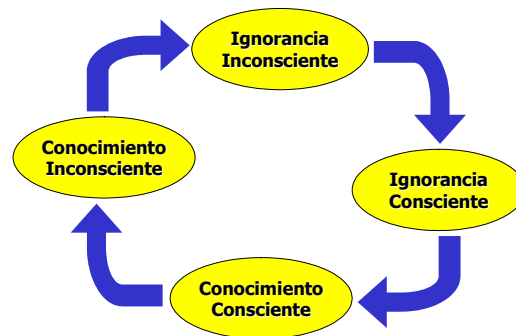 Ignorancia
Inconsciente
Ignorancia
Consciente
Conocimiento
Consciente
Conocimiento
Inconsciente